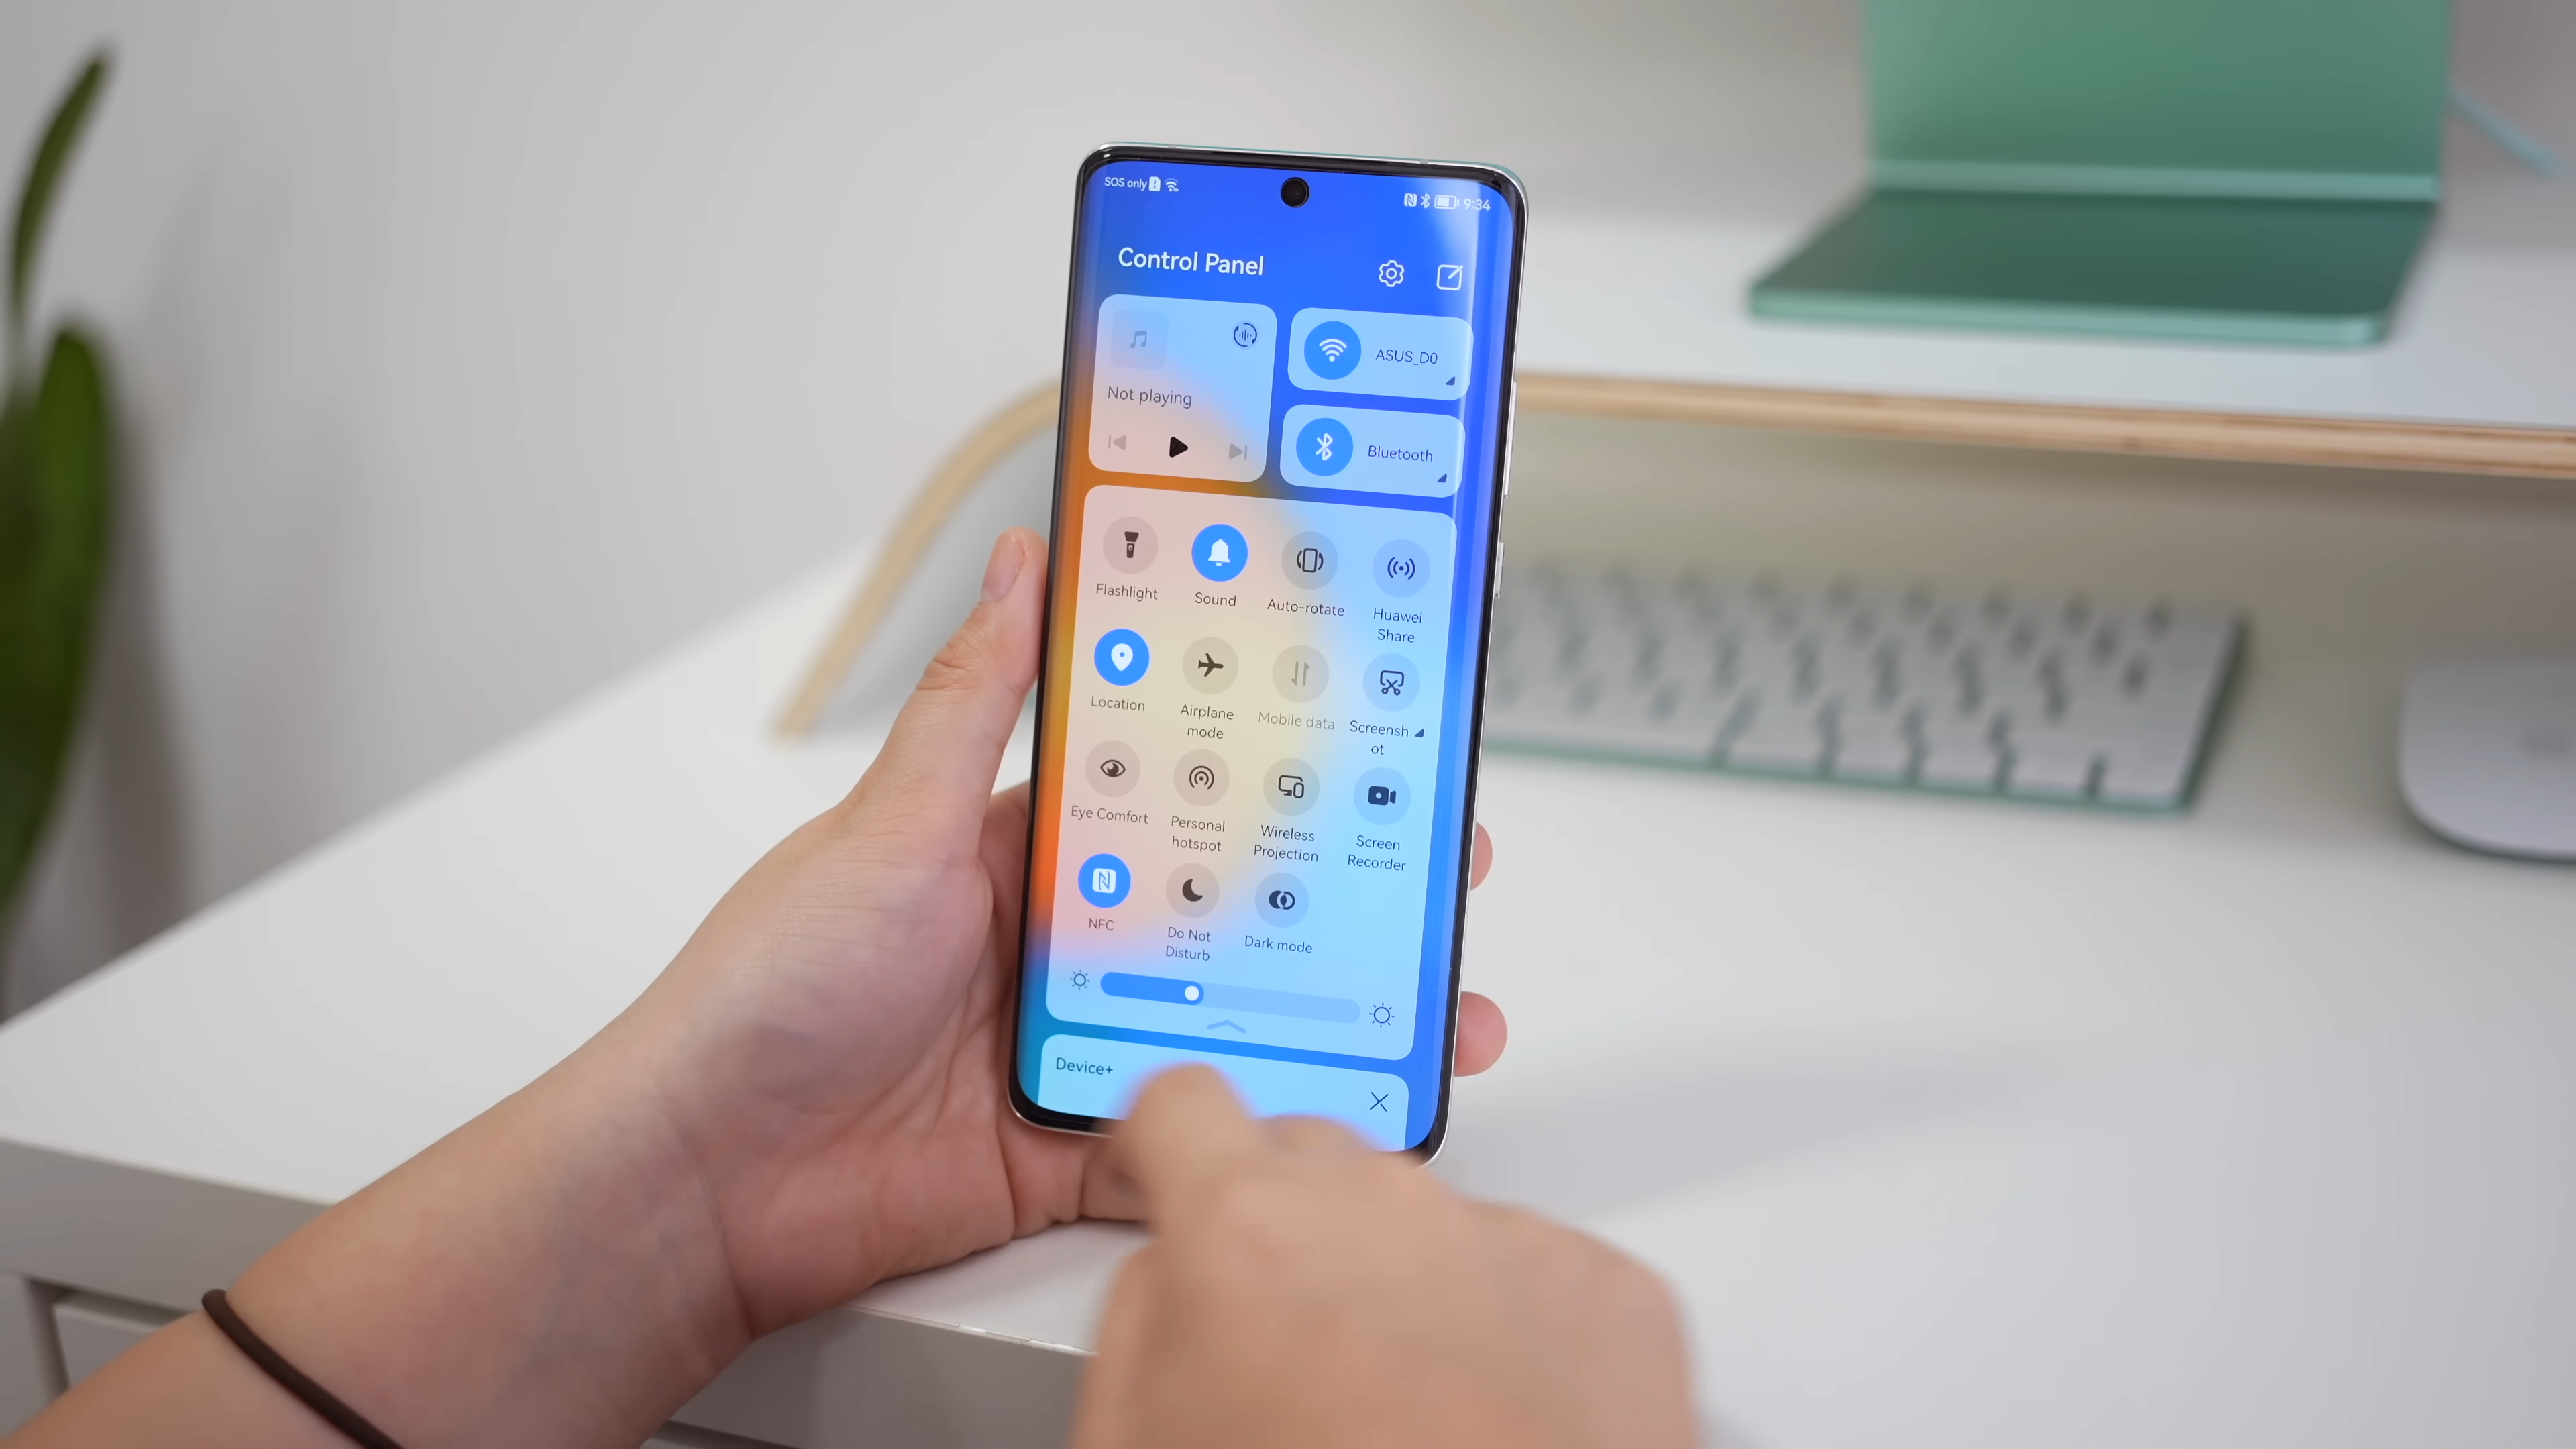 SOS only
9:34
Control Panel
Not playing
ASUS_D0
Bluetooth
Flashlight
Sound
Auto-rotate
Huawei
Share
Location
Airplane
mode
Mobile data
Screensh
ot
Eye Comfort
Personal
hotspot
Wireless
Projection
Screen
Recorder
NFC
Do Not
Disturb
Dark mode
Device+